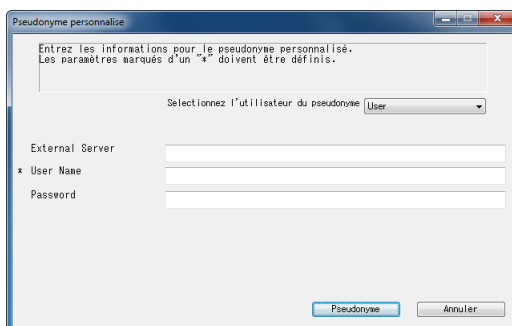 Pseudonyme personnalise
Entrez les informations pour le pseudonyme personnalisé.
Les paramètres marqués d'un "*" doivent être définis.
Selectionnez l'utilisateur du pseudonyme User
External Server
* User Name
Password
Pseudonyme Annuler